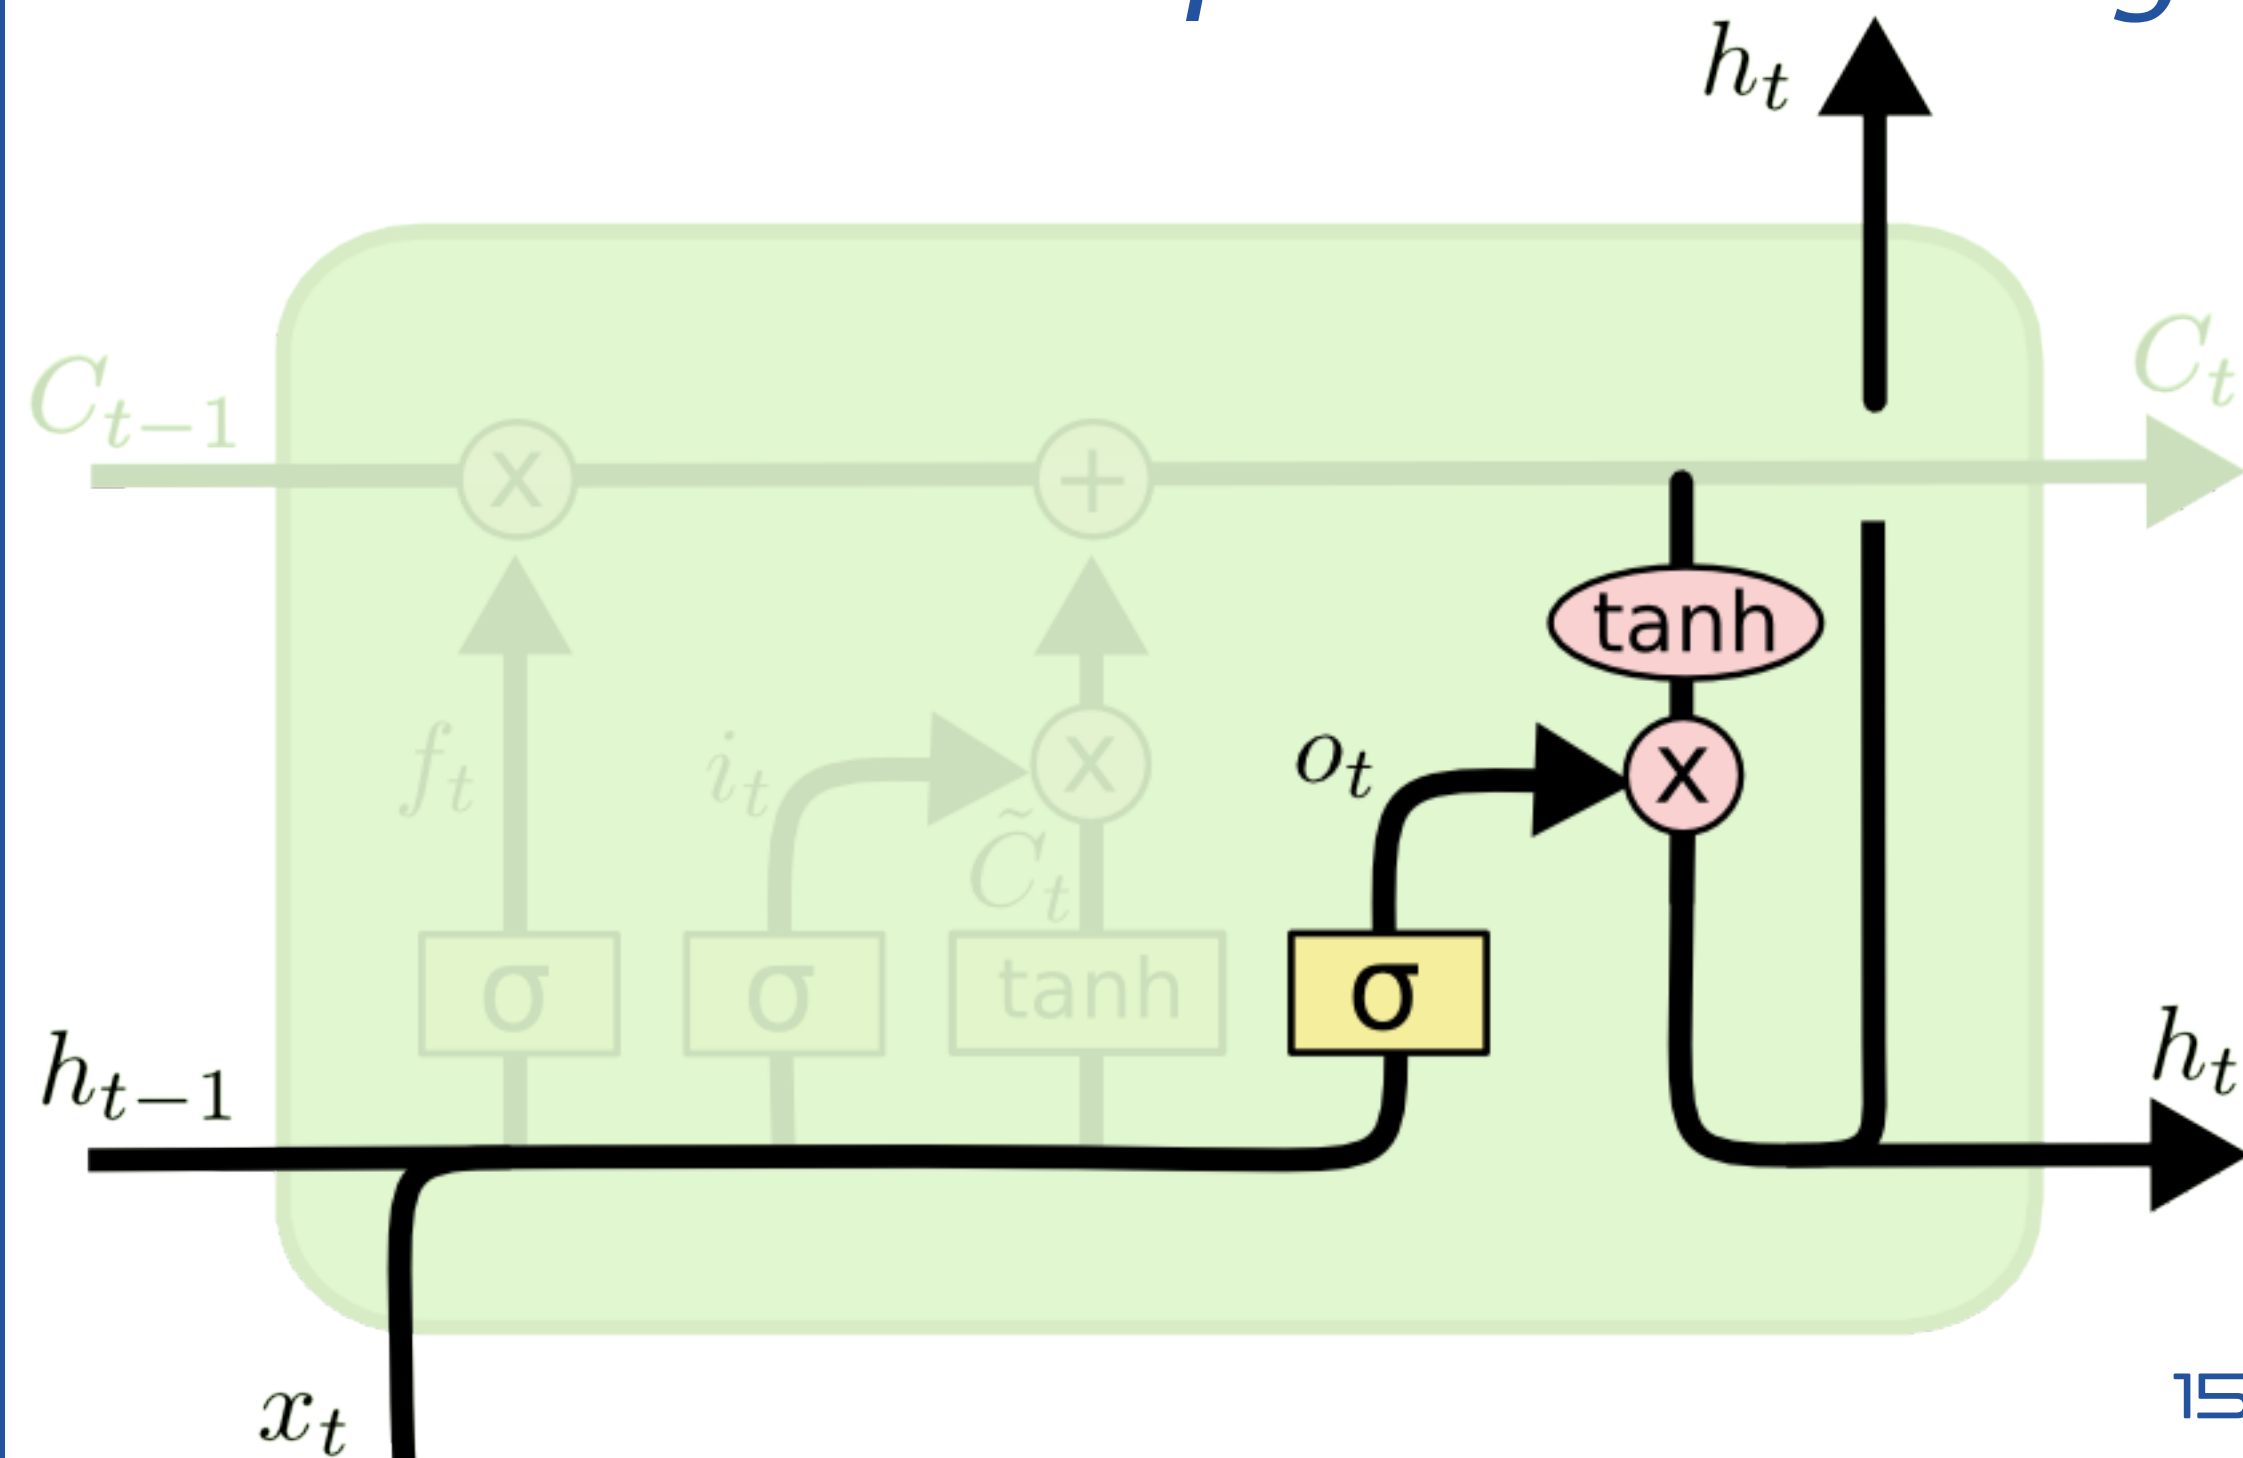 h_t
C_{t-1}
C_t
x
+
tanh
f_t
i_t
x
o_t
x
C̃_t
σ
σ
tanh
σ
h_{t-1}
h_t
x_t
15